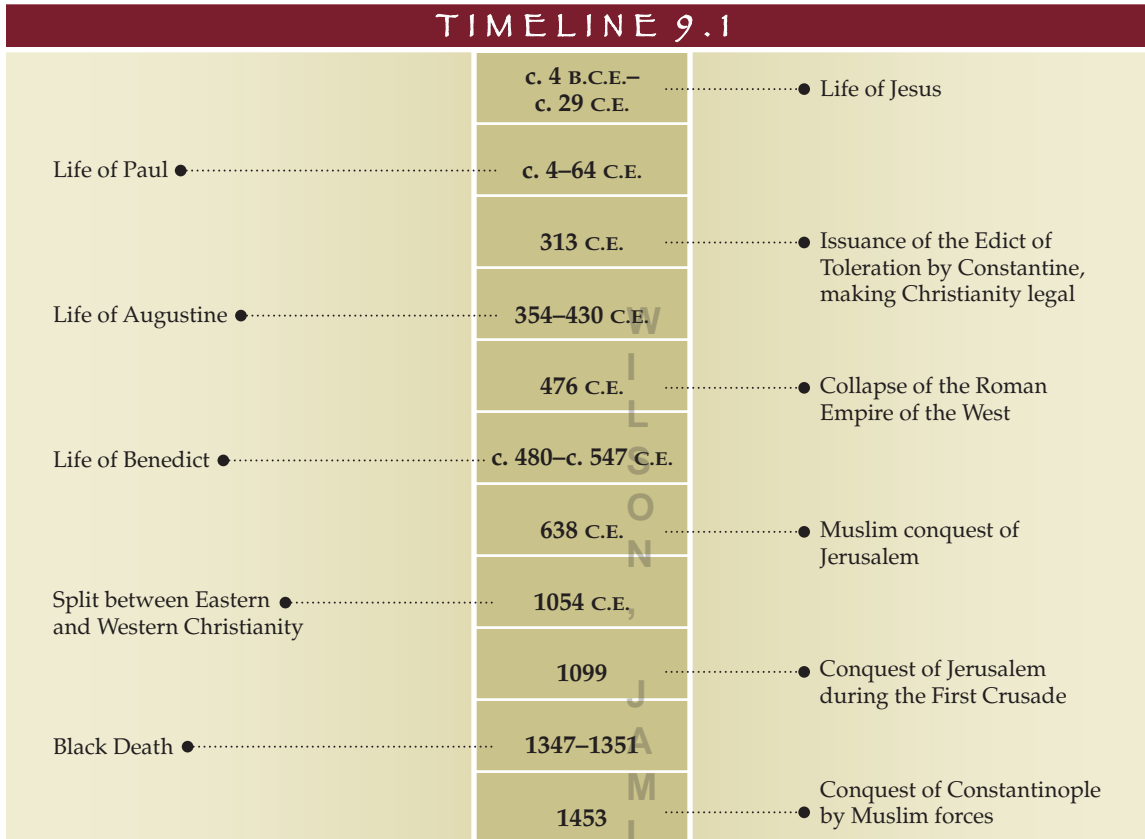 TIMELINE 9.1
c. 4 B.C.E.–
c. 29 C.E.
Life of Jesus
Life of Paul
c. 4–64 C.E.
313 C.E.
Issuance of the Edict of
Toleration by Constantine,
making Christianity legal
Life of Augustine
354–430 C.E.
476 C.E.
Collapse of the Roman
Empire of the West
Life of Benedict
c. 480–c. 547 C.E.
638 C.E.
Muslim conquest of
Jerusalem
Split between Eastern
and Western Christianity
1054 C.E.
1099
Conquest of Jerusalem
during the First Crusade
Black Death
1347–1351
1453
Conquest of Constantinople
by Muslim forces
WILSON, JAMI